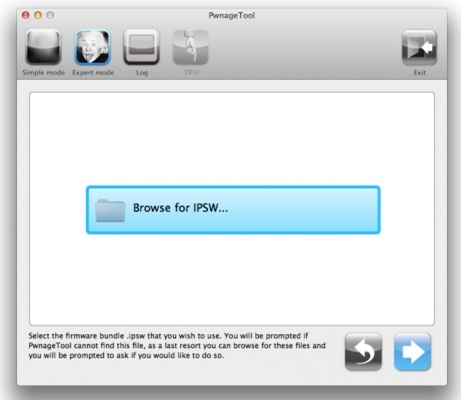 PwnageTool
Simple mode Expert mode Log DFU Exit
Browse for IPSW...
Select the firmware bundle .ipsw that you wish to use. You will be prompted if
PwnageTool cannot find this file, as a last resort you can browse for these files and
you will be prompted to ask if you would like to do so.